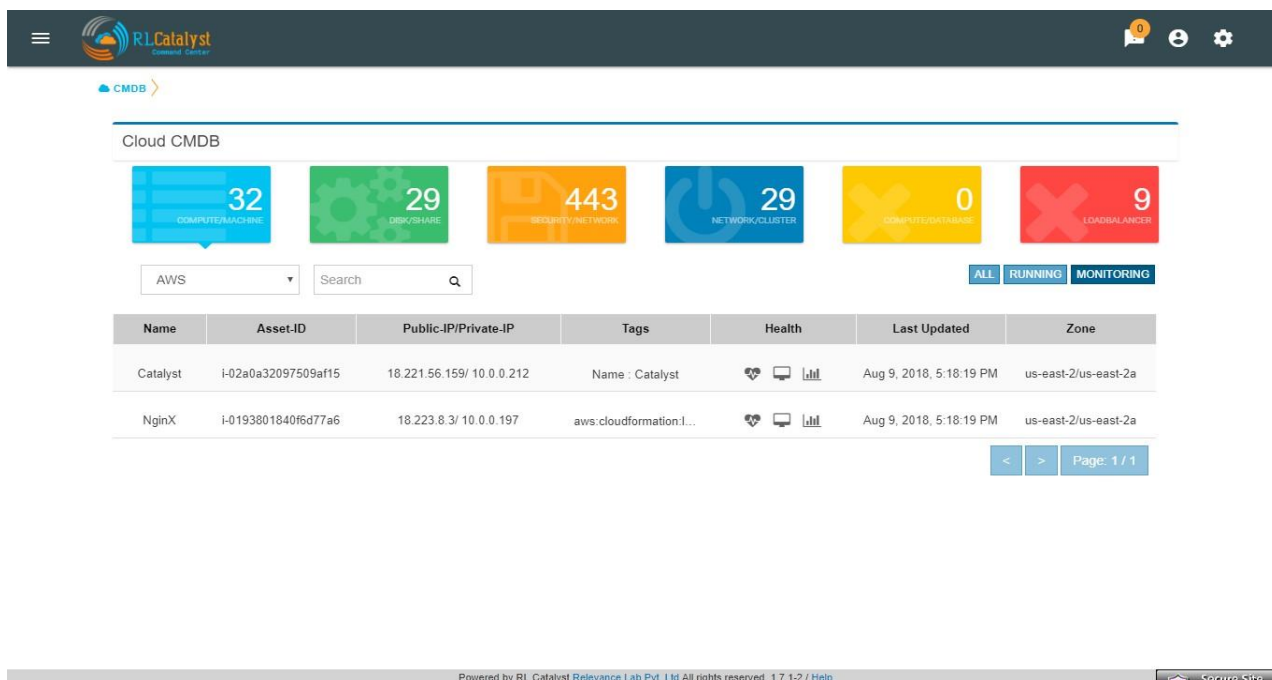 0
RLCatalyst
Command Center
CMDB
Cloud CMDB
32
COMPUTE/MACHINE
29
DISK/SHARE
443
SECURITY/NETWORK
29
NETWORK/CLUSTER
0
COMPUTE/DATABASE
9
LOADBALANCER
AWS
Search
ALL RUNNING MONITORING
Name Asset-ID Public-IP/Private-IP Tags Health Last Updated Zone
Catalyst i-02a0a32097509af15 18.221.56.159/ 10.0.0.212 Name : Catalyst Aug 9, 2018, 5:18:19 PM us-east-2/us-east-2a
NginX i-0193801840f6d77a6 18.223.8.3/ 10.0.0.197 aws:cloudformation:l... Aug 9, 2018, 5:18:19 PM us-east-2/us-east-2a
< > Page: 1 / 1
Powered by RL Catalyst Relevance Lab Pvt. Ltd All rights reserved. 1.7.1-2 / Help
Secure Site